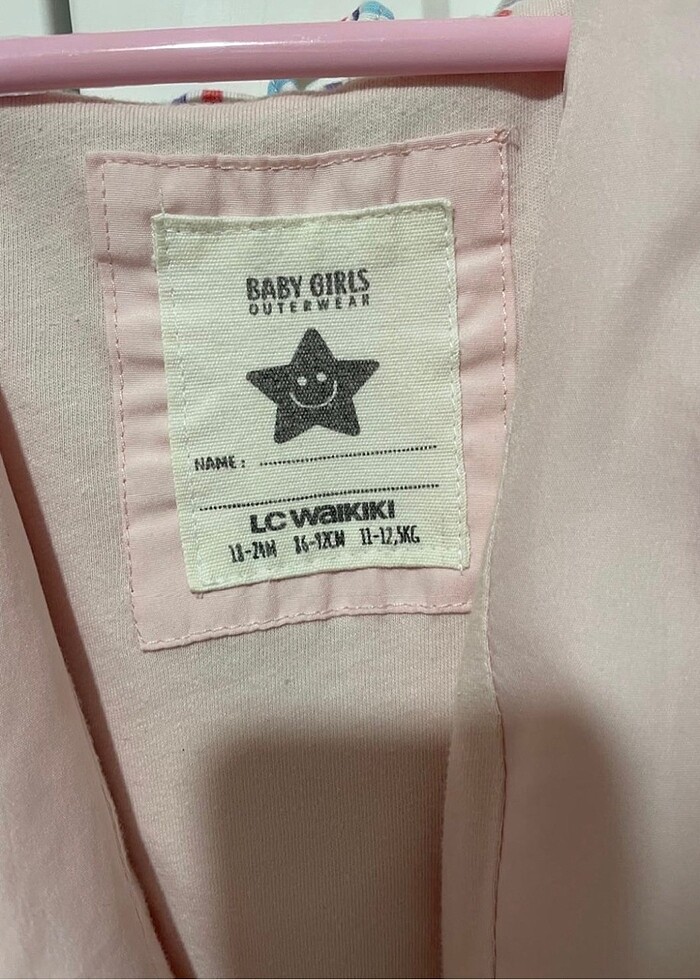 BABY GIRLS
OUTERWEAR
NAME :
LC WAIKIKI
18-24M 86-92CM 11-12,5KG